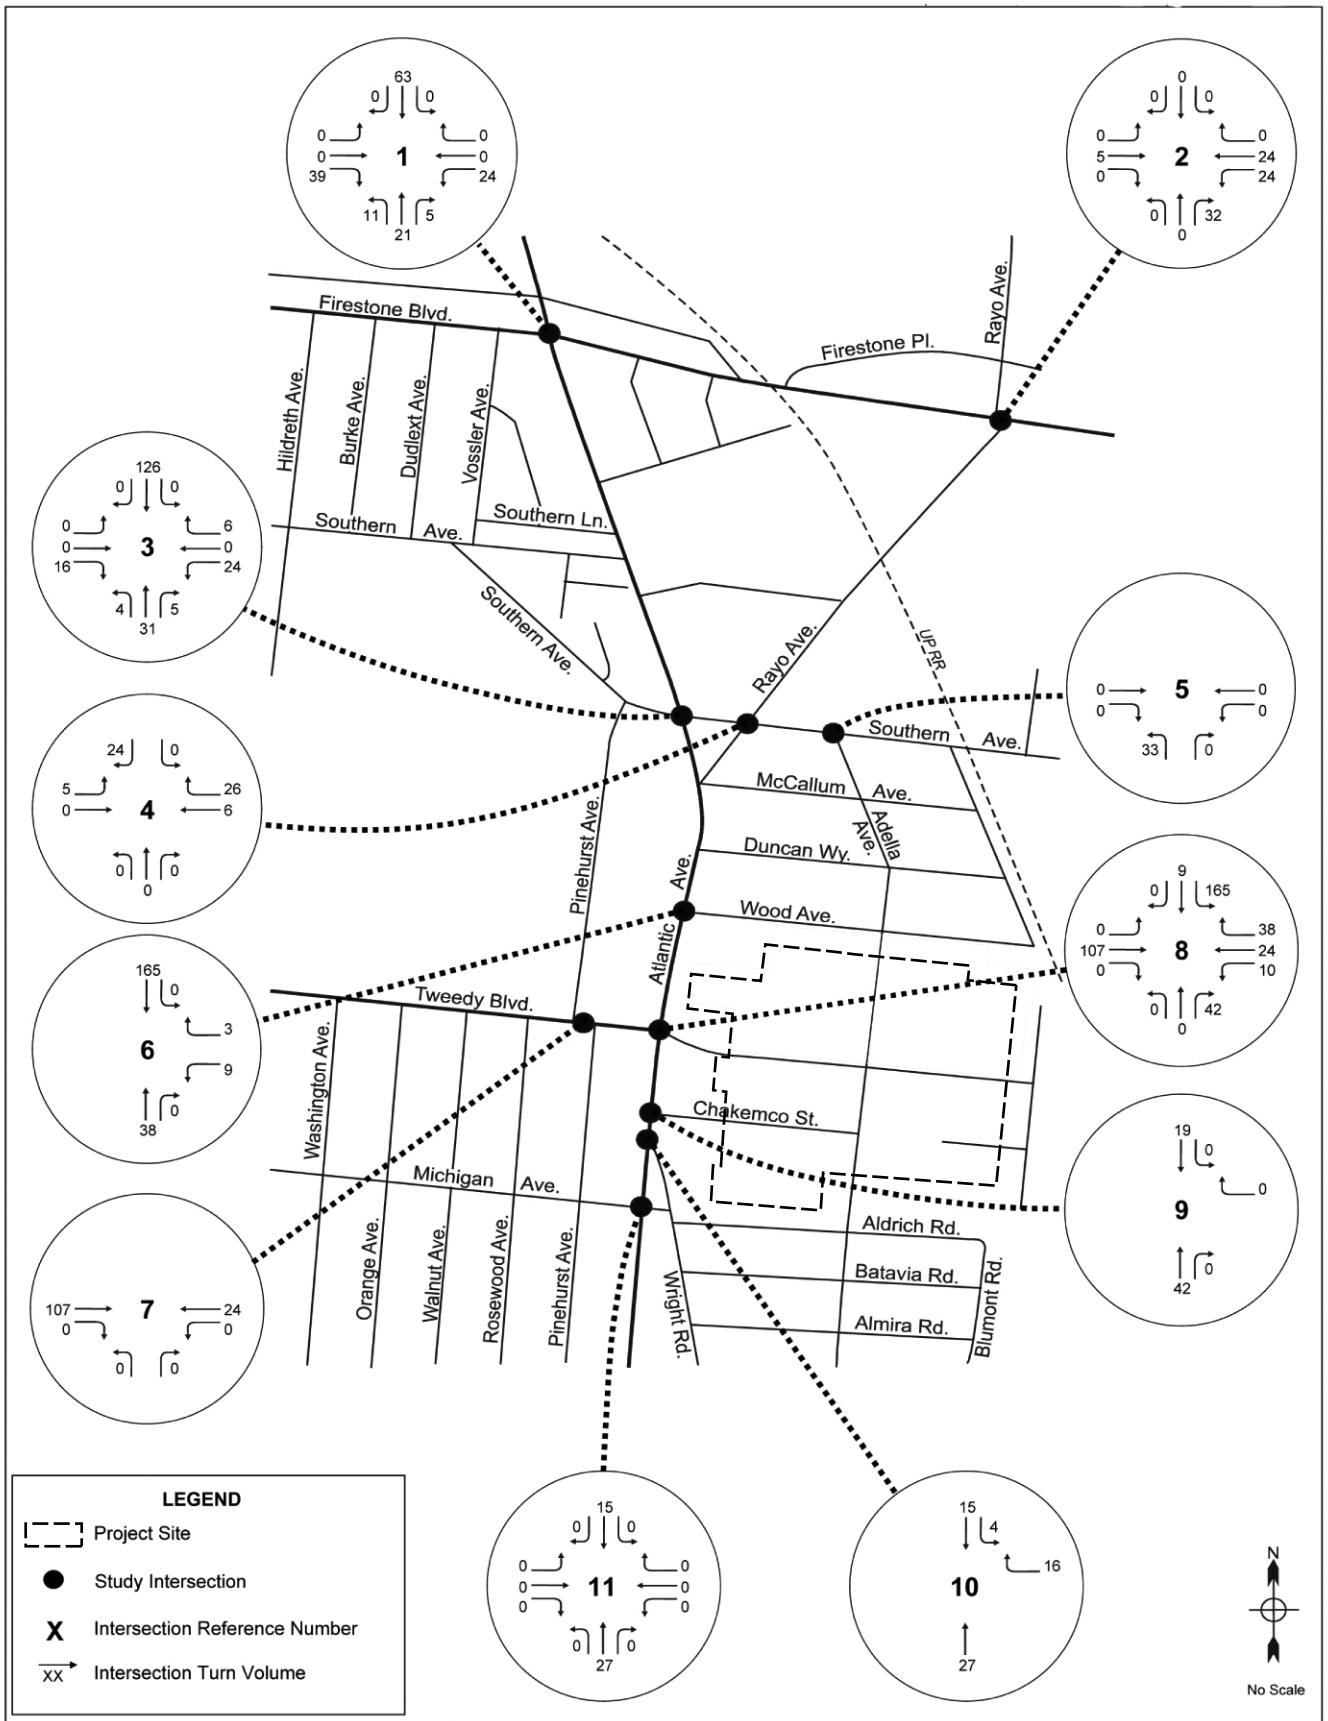 63
0 0
0 0
0 1 0
39 24
11 5
21
0
0 0
0 0
5 2 24
0 24
0 32
0
Firestone Blvd.
Firestone Pl.
Rayo Ave.
Hildreth Ave.
Burke Ave.
Dudlext Ave.
Vossler Ave.
Southern Ln.
Southern Ave.
126
0 0
0 6
0 3 0
16 24
4 5
31
Southern Ave.
Rayo Ave.
UP RR
0 5 0
0 0
33 0
Southern Ave.
24 0
5 26
0 4 6
0 0
0
McCallum Ave.
Adella Ave.
Duncan Wy.
Pinehurst Ave.
Atlantic Ave.
Wood Ave.
9
0 165
0 38
107 8 24
0 10
0 42
0
165
0
3
6
9
0
38
Tweedy Blvd.
Washington Ave.
Chakemco St.
19
0
0
9
0
42
Michigan Ave.
Orange Ave.
Walnut Ave.
Rosewood Ave.
Pinehurst Ave.
Wright Rd.
Aldrich Rd.
Batavia Rd.
Almira Rd.
Blumont Rd.
107 7 24
0 0
0 0
15
0 0
0 0
0 11 0
0 0
0 0
27
15
4
16
10
27
LEGEND
Project Site
Study Intersection
X Intersection Reference Number
XX Intersection Turn Volume
N
No Scale